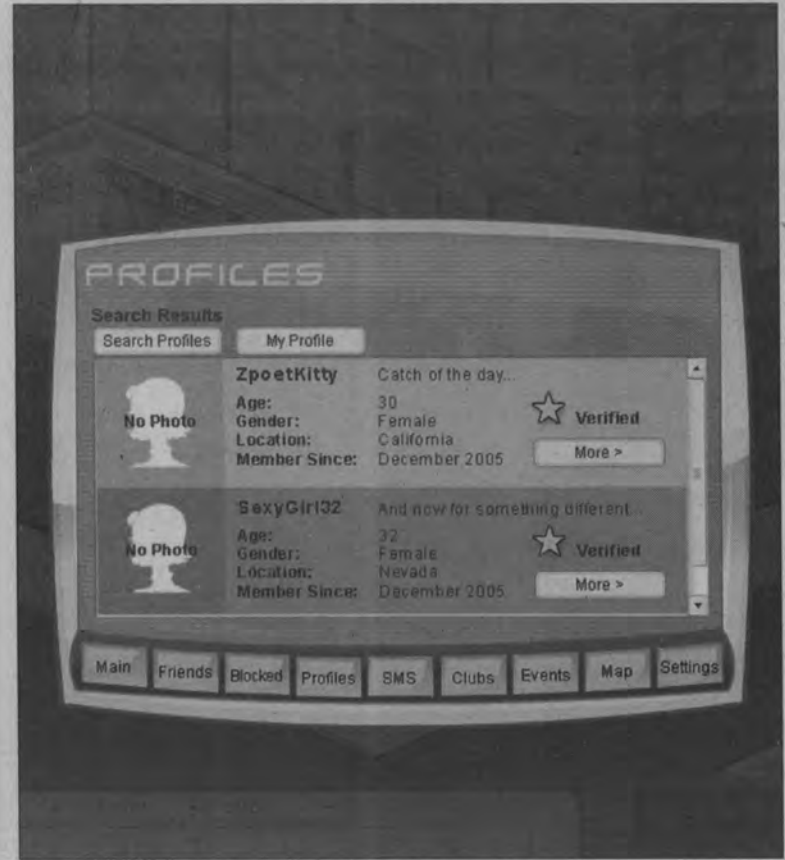 PROFILES
Search Results
Search Profiles
My Profile
No Photo
ZpoetKitty Catch of the day...
Age: 30
Gender: Female
Location: California
Member Since: December 2005
Verified
More >
No Photo
SexyGirl32 And now for something different...
Age: 32
Gender: Female
Location: Nevada
Member Since: December 2005
Verified
More >
Main Friends Blocked Profiles SMS Clubs Events Map Settings